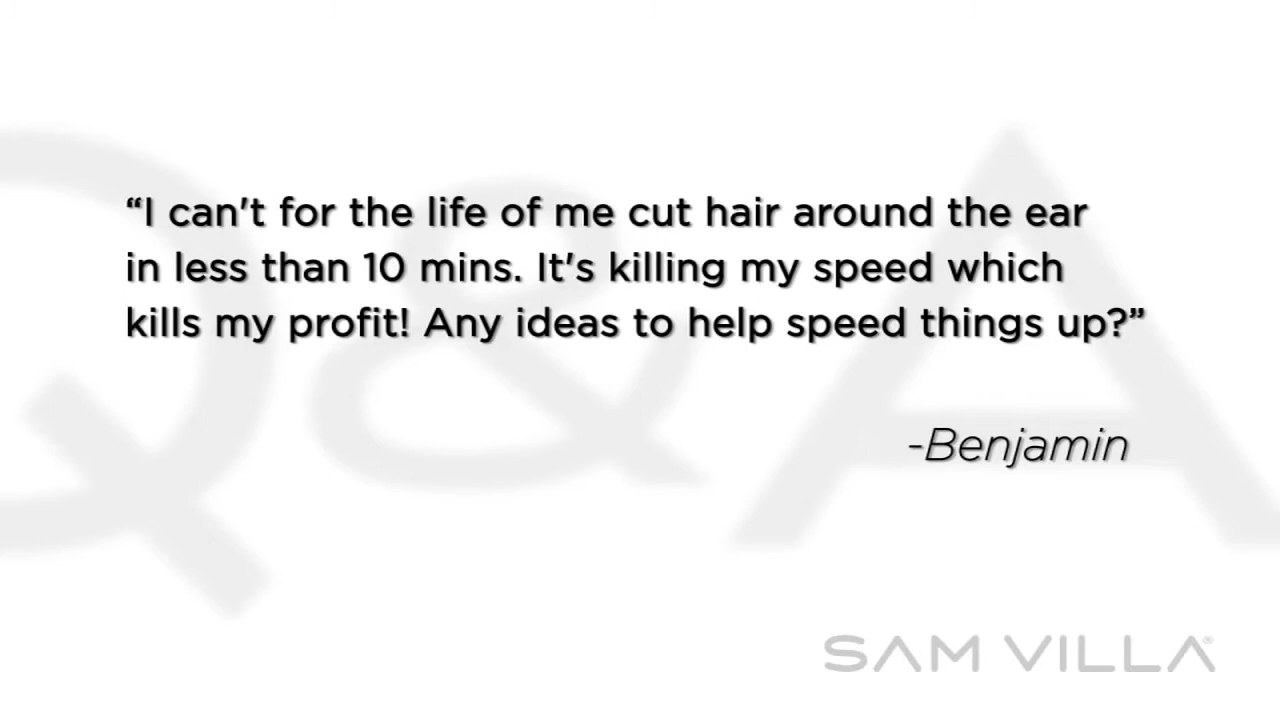 Q&A
“I can't for the life of me cut hair around the ear
in less than 10 mins. It's killing my speed which
kills my profit! Any ideas to help speed things up?”
-Benjamin
SAM VILLA®